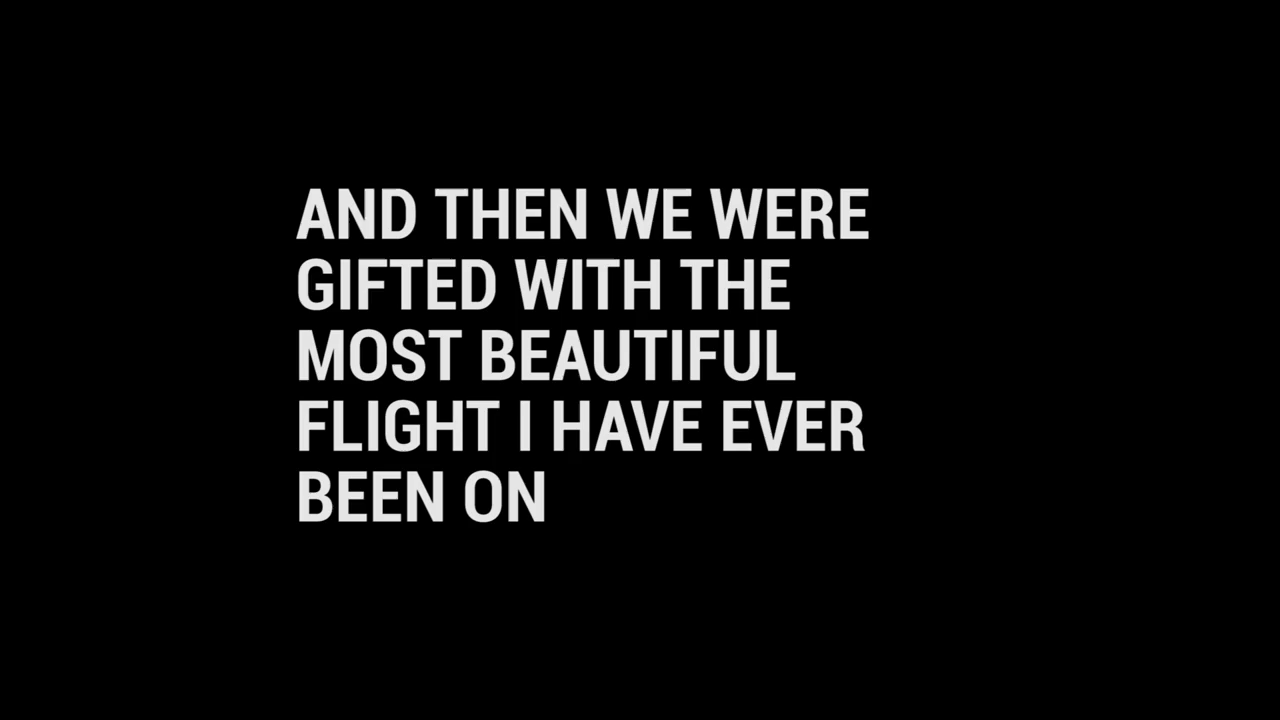 AND THEN WE WERE
GIFTED WITH THE
MOST BEAUTIFUL
FLIGHT I HAVE EVER
BEEN ON